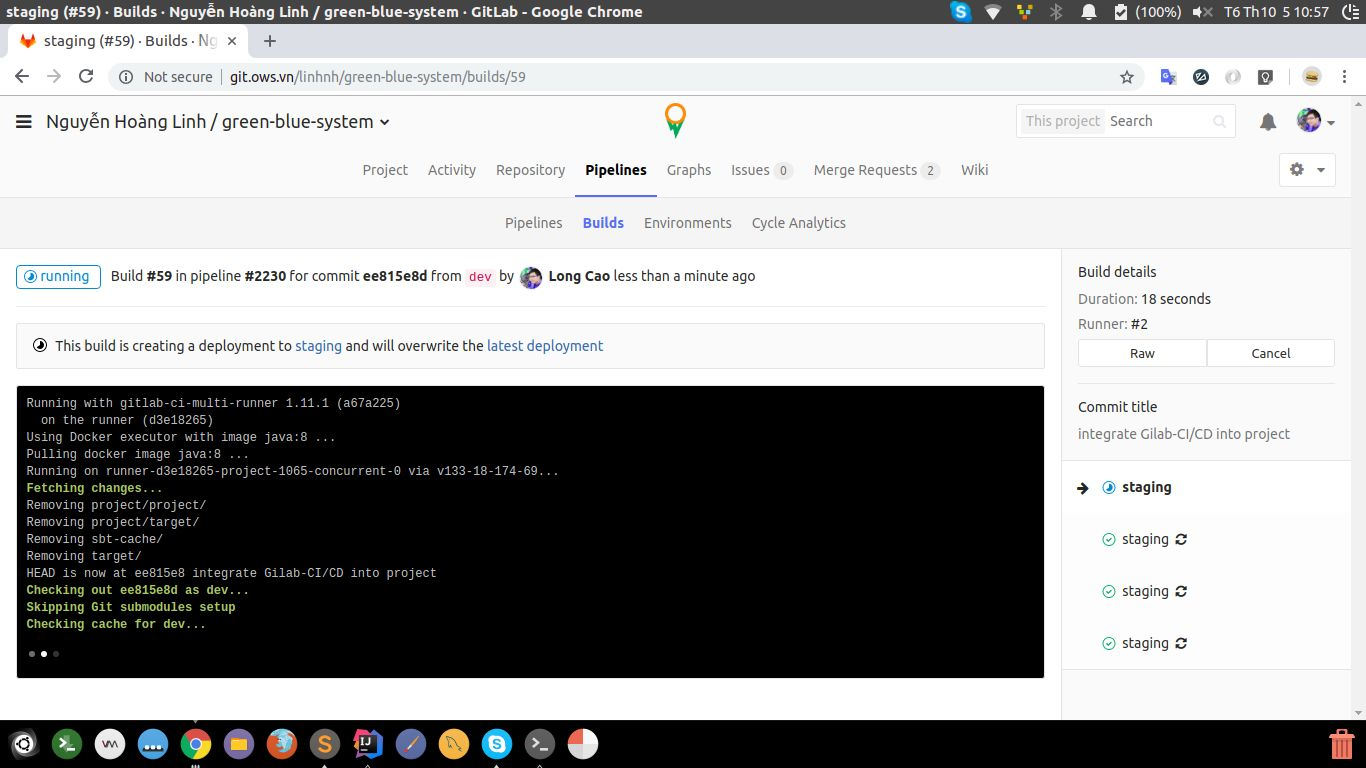 staging (#59) · Builds · Nguyễn Hoàng Linh / green-blue-system · GitLab - Google Chrome
(100%) T6 Th10 5 10:57
staging (#59) · Builds · Ng
Not secure git.ows.vn/linhnh/green-blue-system/builds/59
Nguyễn Hoàng Linh / green-blue-system
This project Search
Project Activity Repository Pipelines Graphs Issues 0 Merge Requests 2 Wiki
Pipelines Builds Environments Cycle Analytics
running Build #59 in pipeline #2230 for commit ee815e8d from dev by Long Cao less than a minute ago
This build is creating a deployment to staging and will overwrite the latest deployment
Running with gitlab-ci-multi-runner 1.11.1 (a67a225)
on the runner (d3e18265)
Using Docker executor with image java:8 ...
Pulling docker image java:8 ...
Running on runner-d3e18265-project-1065-concurrent-0 via v133-18-174-69...
Fetching changes...
Removing project/project/
Removing project/target/
Removing sbt-cache/
Removing target/
HEAD is now at ee815e8 integrate Gilab-CI/CD into project
Checking out ee815e8d as dev...
Skipping Git submodules setup
Checking cache for dev...
Build details
Duration: 18 seconds
Runner: #2
Raw Cancel
Commit title
integrate Gilab-CI/CD into project
staging
staging
staging
staging